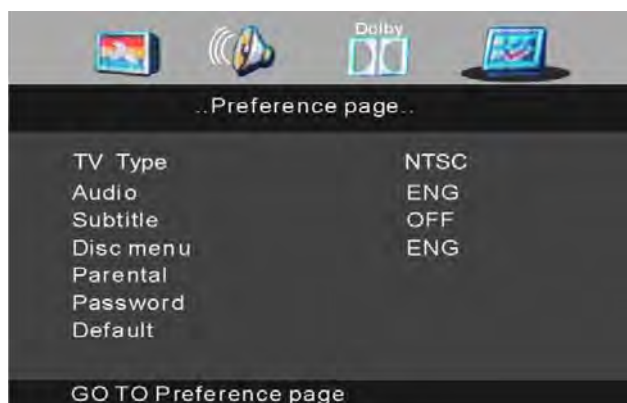 Dolby
..Preference page..
TV Type NTSC
Audio ENG
Subtitle OFF
Disc menu ENG
Parental
Password
Default
GO TO Preference page